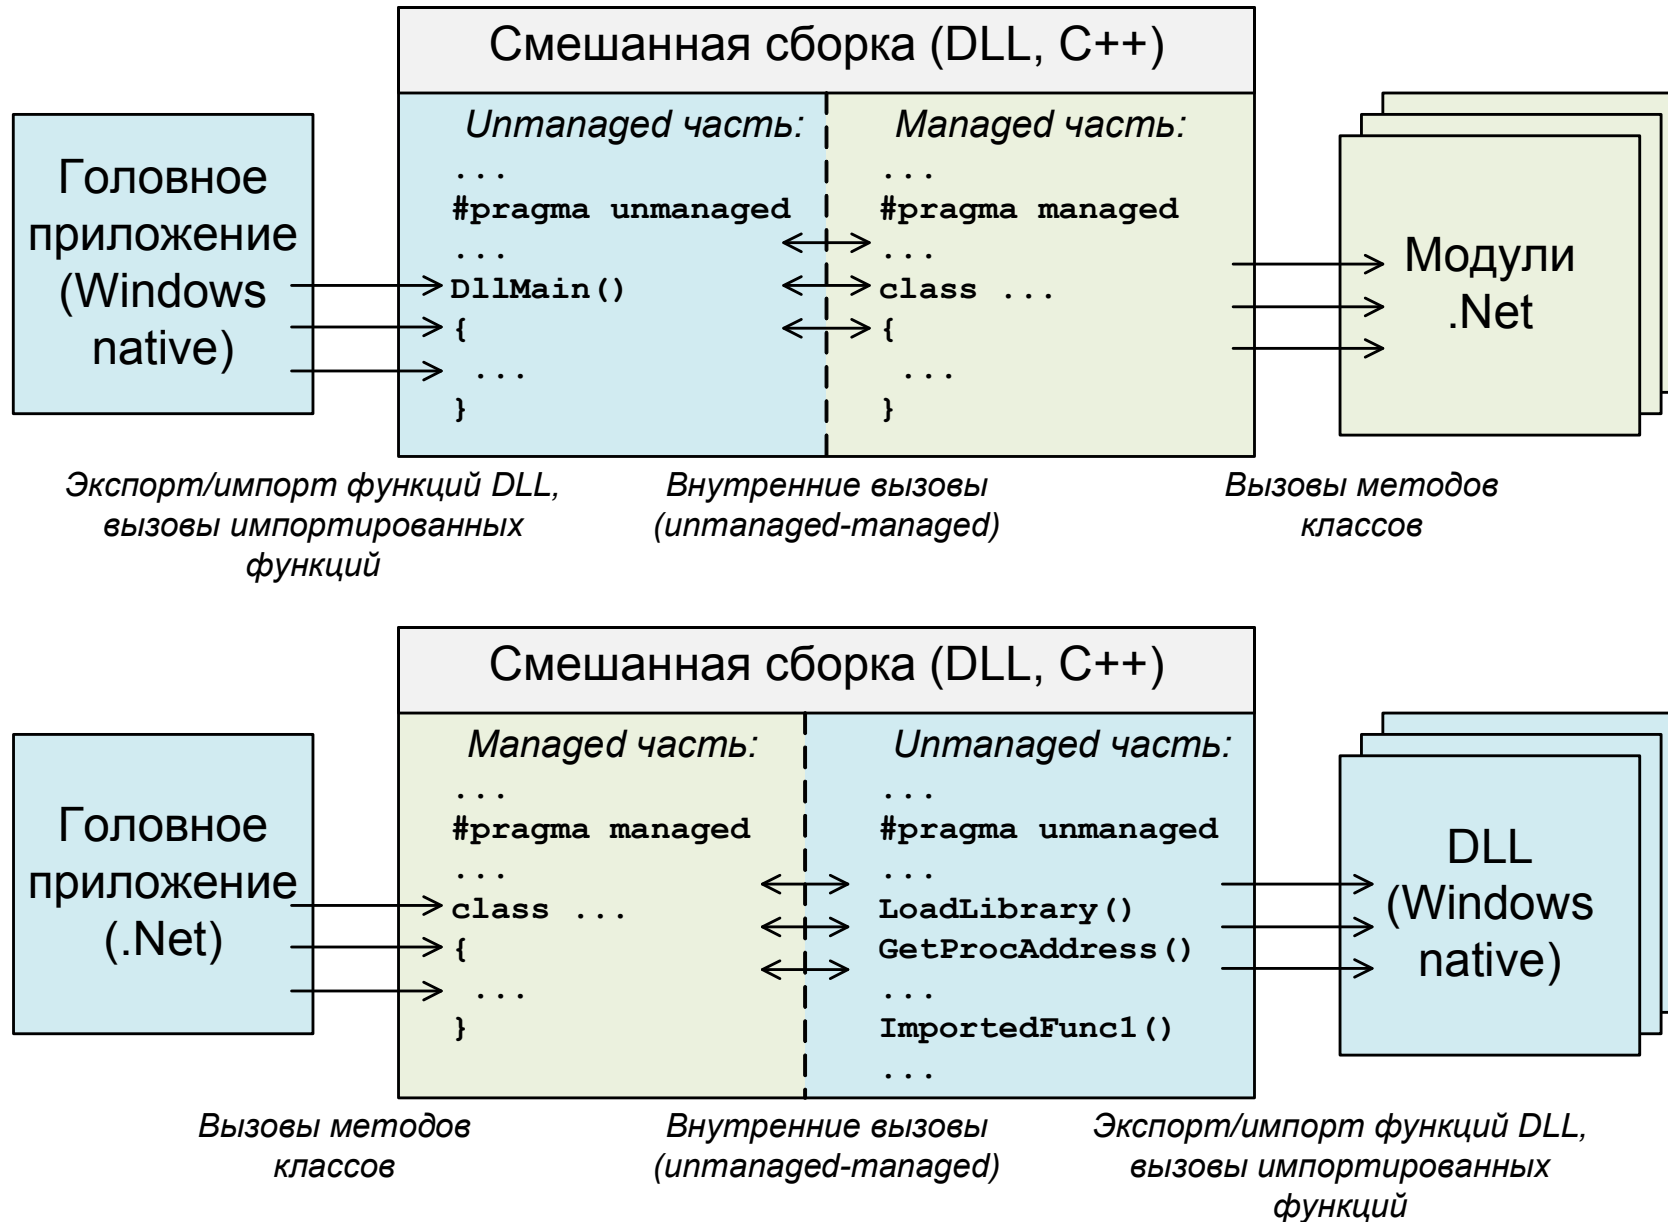 Смешанная сборка (DLL, C++)
Головное
приложение
(Windows
native)
Unmanaged часть:
...
#pragma unmanaged
...
DllMain()
{
...
}
Managed часть:
...
#pragma managed
...
class ...
{
...
}
Модули
.Net
Экспорт/импорт функций DLL,
вызовы импортированных
функций
Внутренние вызовы
(unmanaged-managed)
Вызовы методов
классов
Смешанная сборка (DLL, C++)
Головное
приложение
(.Net)
Managed часть:
...
#pragma managed
...
class ...
{
...
}
Unmanaged часть:
...
#pragma unmanaged
...
LoadLibrary()
GetProcAddress()
...
ImportedFunc1()
...
DLL
(Windows
native)
Вызовы методов
классов
Внутренние вызовы
(unmanaged-managed)
Экспорт/импорт функций DLL,
вызовы импортированных
функций